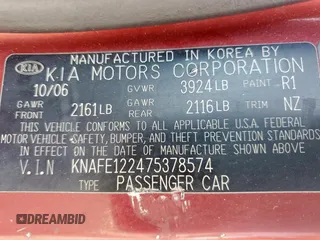 MANUFACTURED IN KOREA BY
KIA KIA MOTORS CORPORATION
10/06 GVWR 3924LB PAINT R1
GAWR FRONT 2161LB GAWR REAR 2116LB TRIM NZ
THIS VEHICLE CONFORMS TO ALL APPLICABLE FEDERAL
MOTOR VEHICLE SAFETY, BUMPER, AND THEFT PREVENTION STANDARDS
IN EFFECT ON THE DATE OF MANUFACTURE SHOWN ABOVE.
V.I.N KNAFE122475378574
TYPE PASSENGER CAR
DREAMBID